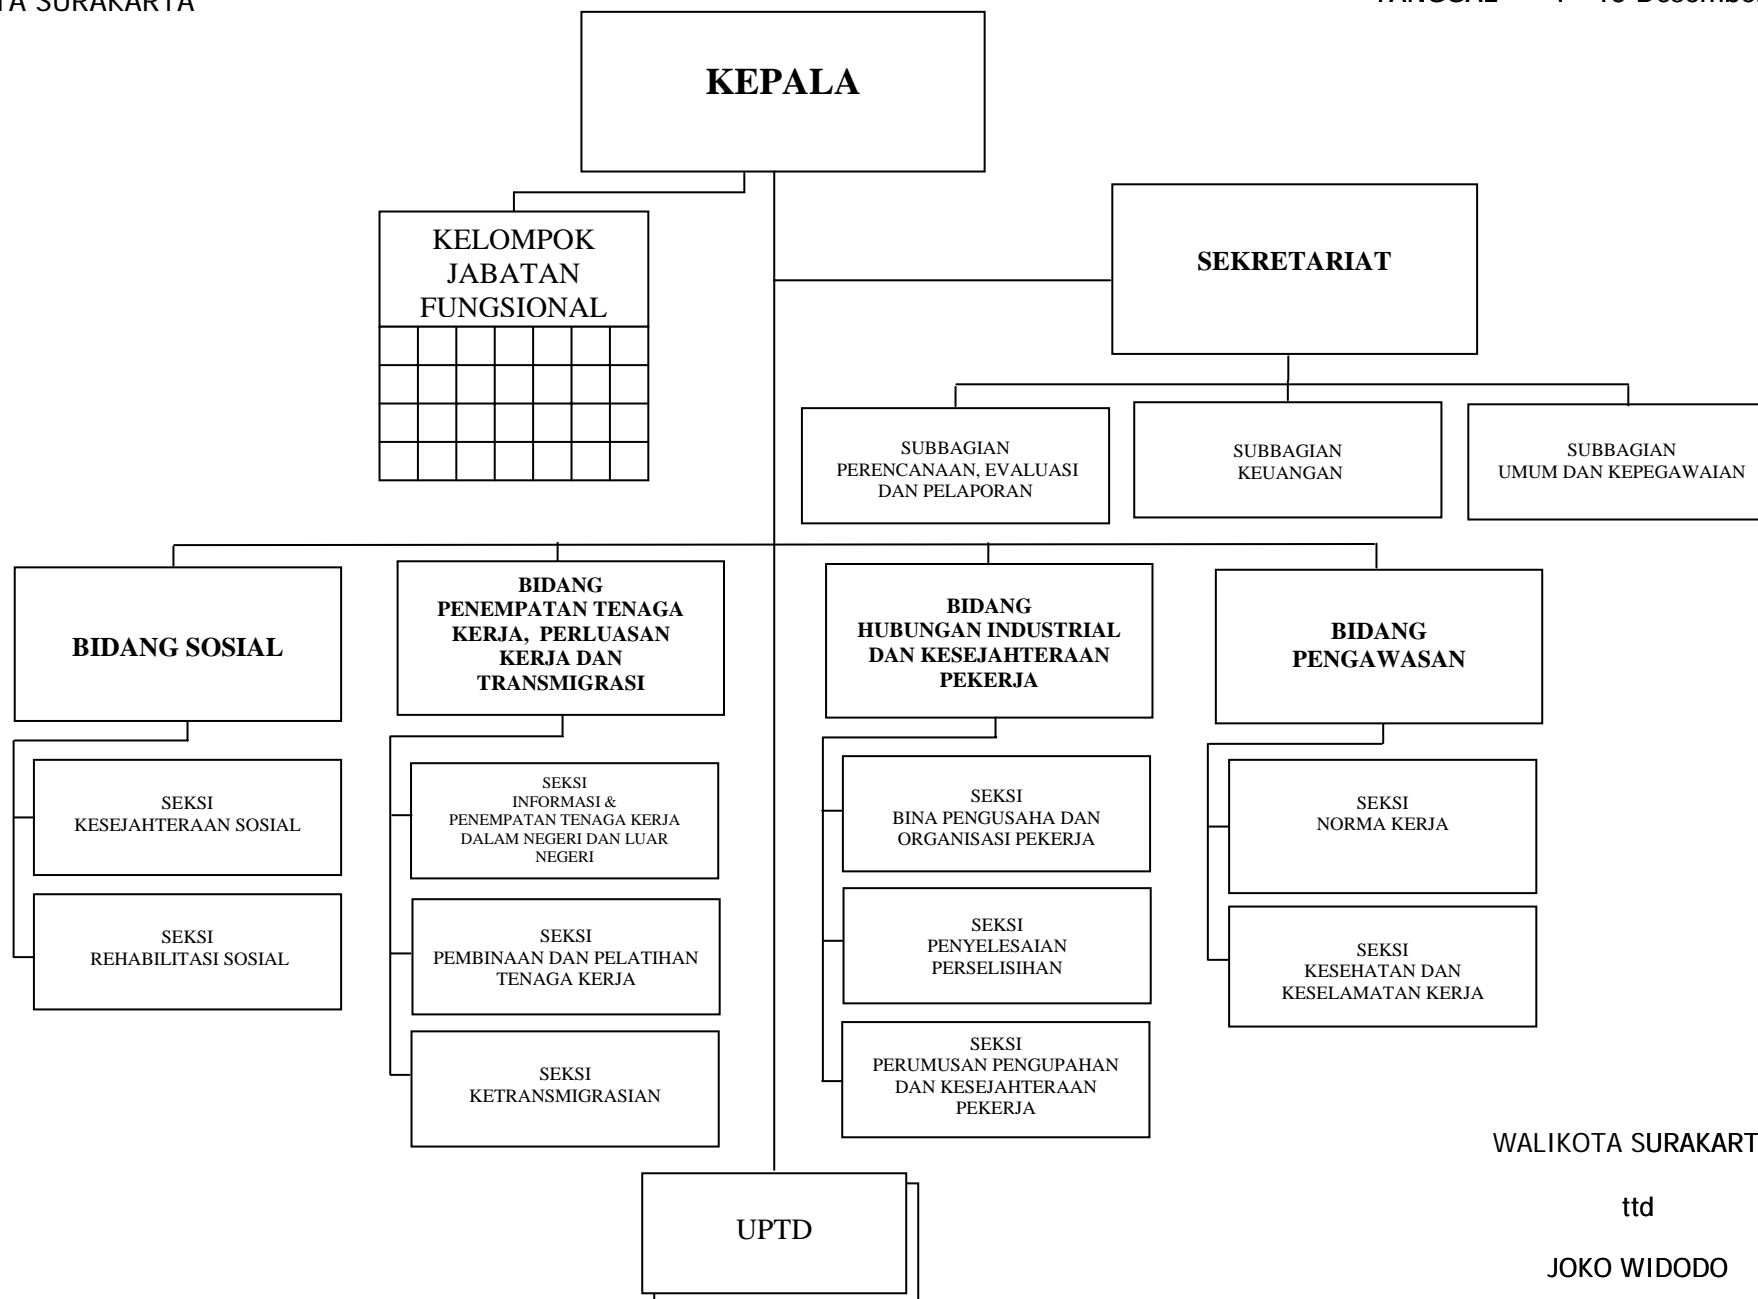 SURAKARTA
KEPALA
KELOMPOK
JABATAN
FUNGSIONAL
SEKRETARIAT
SUBBAGIAN
PERENCANAAN, EVALUASI
DAN PELAPORAN
SUBBAGIAN
KEUANGAN
SUBBAGIAN
UMUM DAN KEPEGAWAIAN
BIDANG SOSIAL
BIDANG
PENEMPATAN TENAGA
KERJA, PERLUASAN
KERJA DAN
TRANSMIGRASI
BIDANG
HUBUNGAN INDUSTRIAL
DAN KESEJAHTERAAN
PEKERJA
BIDANG
PENGAWASAN
SEKSI
KESEJAHTERAAN SOSIAL
SEKSI
REHABILITASI SOSIAL
SEKSI
INFORMASI &
PENEMPATAN TENAGA KERJA
DALAM NEGERI DAN LUAR
NEGERI
SEKSI
PEMBINAAN DAN PELATIHAN
TENAGA KERJA
SEKSI
KETRANSMIGRASIAN
SEKSI
BINA PENGUSAHA DAN
ORGANISASI PEKERJA
SEKSI
PENYELESAIAN
PERSELISIHAN
SEKSI
PERUMUSAN PENGUPAHAN
DAN KESEJAHTERAAN
PEKERJA
SEKSI
NORMA KERJA
SEKSI
KESEHATAN DAN
KESELAMATAN KERJA
UPTD
WALIKOTA SURAKART
ttd
JOKO WIDODO